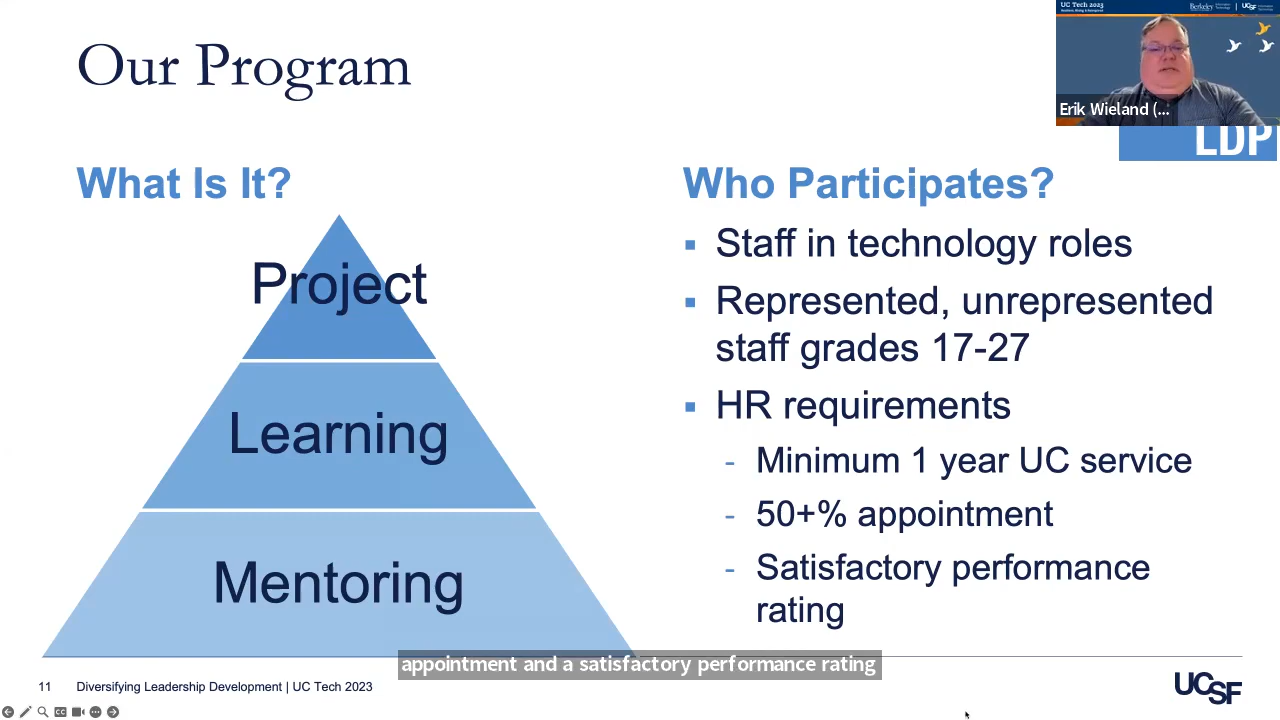 Our Program
UC Tech 2023
Berkeley
UCSF
Erik Wieland (...
LDP
What Is It?
Project
Learning
Mentoring
Who Participates?
▪ Staff in technology roles
▪ Represented, unrepresented
staff grades 17-27
▪ HR requirements
- Minimum 1 year UC service
- 50+% appointment
- Satisfactory performance
rating
appointment and a satisfactory performance rating
11 Diversifying Leadership Development | UC Tech 2023
UCSF